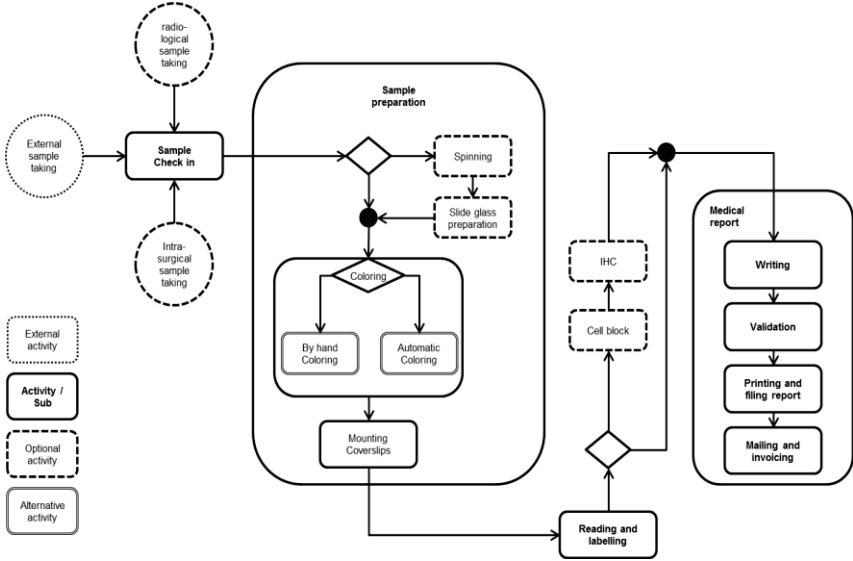 radio-
logical
sample
taking
External
sample
taking
Sample
Check in
Intra-
surgical
sample
taking
Sample
preparation
Spinning
Slide glass
preparation
Coloring
By hand
Coloring
Automatic
Coloring
Mounting
Coverslips
Reading and
labelling
IHC
Cell block
Medical
report
Writing
Validation
Printing and
filing report
Mailing and
invoicing
External
activity
Activity /
Sub
Optional
activity
Alternative
activity